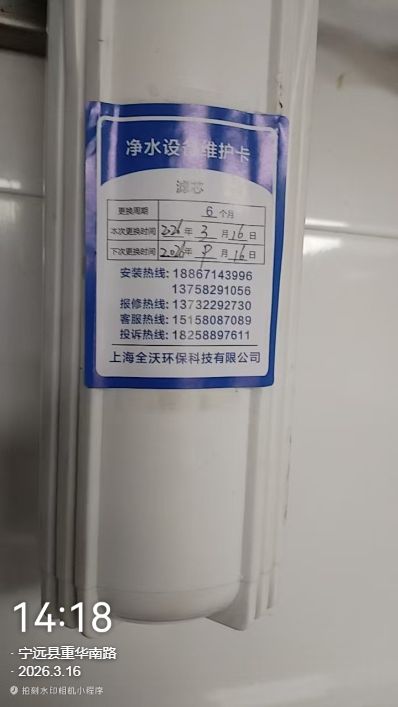 净水设备维护卡
滤芯
更换周期 6 个月
本次更换时间 2026 年 3 月 16 日
下次更换时间 2026 年 9 月 16 日
安装热线: 18867143996
13758291056
报修热线: 13732292730
客服热线: 15158087089
投诉热线: 18258897611
上海全沃环保科技有限公司
14:18
· 宁远县重华南路
· 2026.3.16
拍刻水印相机小程序